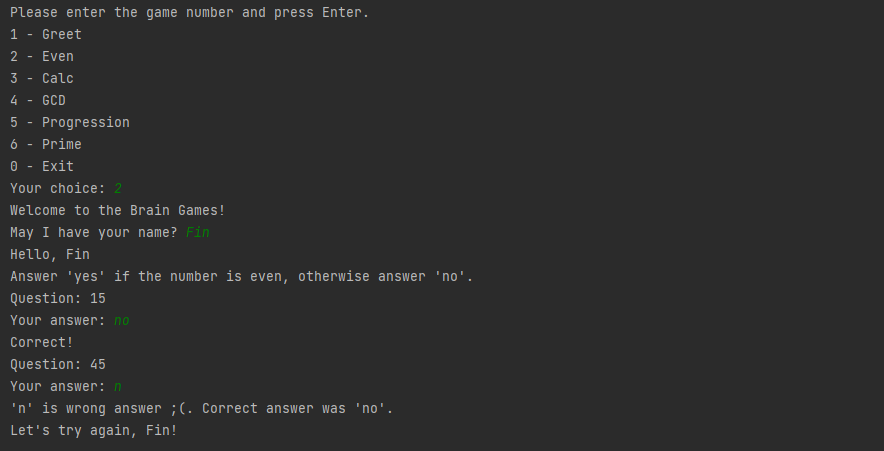 Please enter the game number and press Enter.
1 - Greet
2 - Even
3 - Calc
4 - GCD
5 - Progression
6 - Prime
0 - Exit
Your choice: 2
Welcome to the Brain Games!
May I have your name? Fin
Hello, Fin
Answer 'yes' if the number is even, otherwise answer 'no'.
Question: 15
Your answer: no
Correct!
Question: 45
Your answer: n
'n' is wrong answer ;(. Correct answer was 'no'.
Let's try again, Fin!